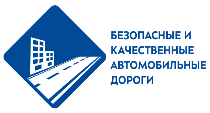 БЕЗОПАСНЫЕ И
КАЧЕСТВЕННЫЕ
АВТОМОБИЛЬНЫЕ
ДОРОГИ